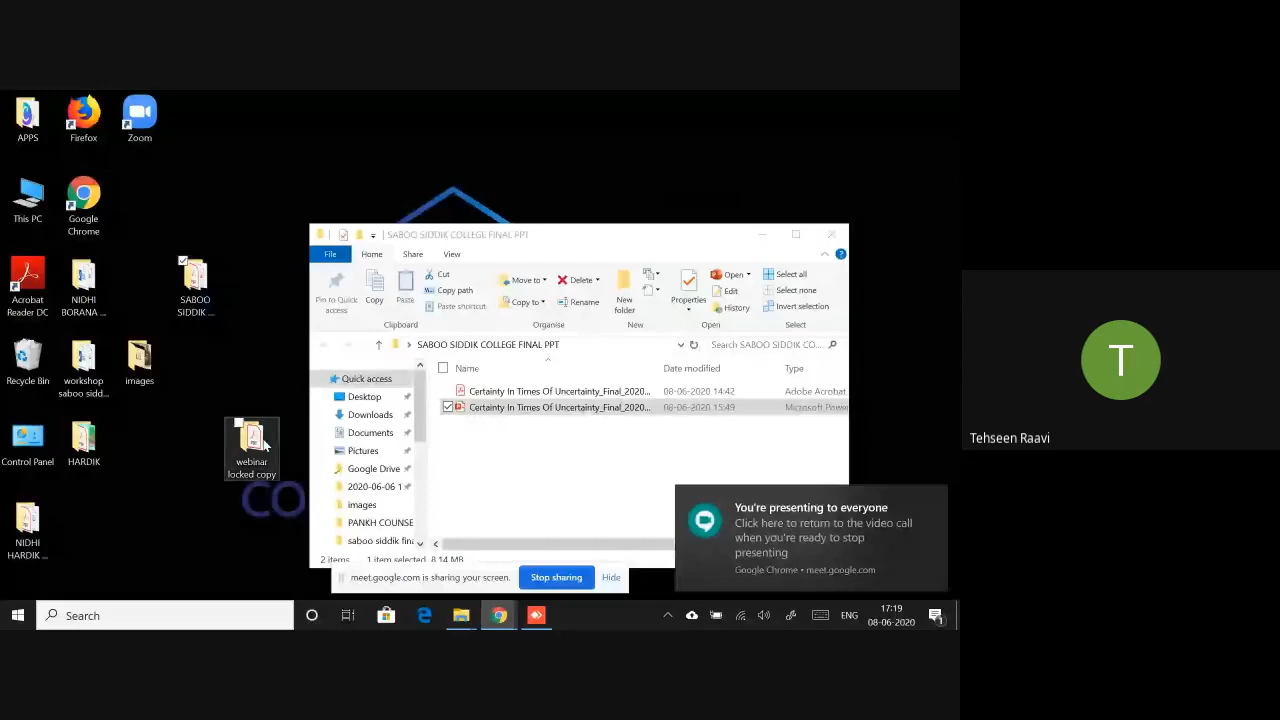 APPS
Firefox
Zoom
This PC
Google
Chrome
Acrobat
Reader DC
NIDHI
BORANA ...
SABOO
SIDDIK ...
Recycle Bin
workshop
saboo sidd...
images
Control Panel
HARDIK
webinar
locked copy
NIDHI
HARDIK ...
CO
SABOO SIDDIK COLLEGE FINAL PPT
File
Home
Share
View
Pin to Quick
access
Copy
Paste
Cut
Copy path
Paste shortcut
Clipboard
Move to
Copy to
Delete
Rename
Organise
New
folder
New
Properties
Open
Edit
History
Open
Select all
Select none
Invert selection
Select
SABOO SIDDIK COLLEGE FINAL PPT
Search SABOO SIDDIK CO...
Name
Date modified
Type
Quick access
Desktop
Downloads
Documents
Pictures
Google Drive
2020-06-06 1
images
PANKH COUNSE
saboo siddik fina
Certainty In Times Of Uncertainty_Final_2020...
08-06-2020 14:42
Adobe Acrobat
Certainty In Times Of Uncertainty_Final_2020...
08-06-2020 15:49
Microsoft Powe
2 items
1 item selected 8.14 MB
You're presenting to everyone
Click here to return to the video call
when you're ready to stop
presenting
Google Chrome • meet.google.com
meet.google.com is sharing your screen.
Stop sharing
Hide
Search
ENG
17:19
08-06-2020
1
T
Tehseen Raavi